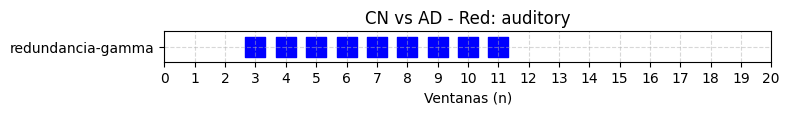 CN vs AD - Red: auditory
redundancia-gamma
0 1 2 3 4 5 6 7 8 9 10 11 12 13 14 15 16 17 18 19 20
Ventanas (n)